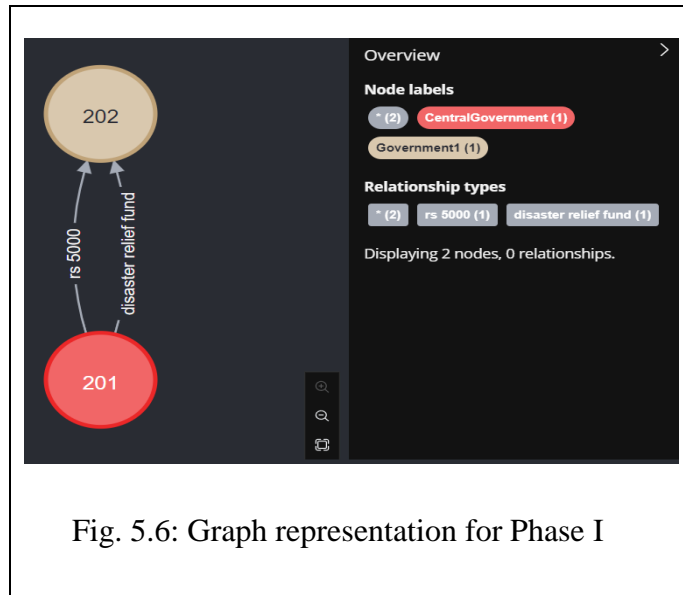 Overview
Node labels
* (2) CentralGovernment (1)
Government1 (1)
Relationship types
* (2) rs 5000 (1) disaster relief fund (1)
Displaying 2 nodes, 0 relationships.
202
rs 5000
disaster relief fund
201
Fig. 5.6: Graph representation for Phase I